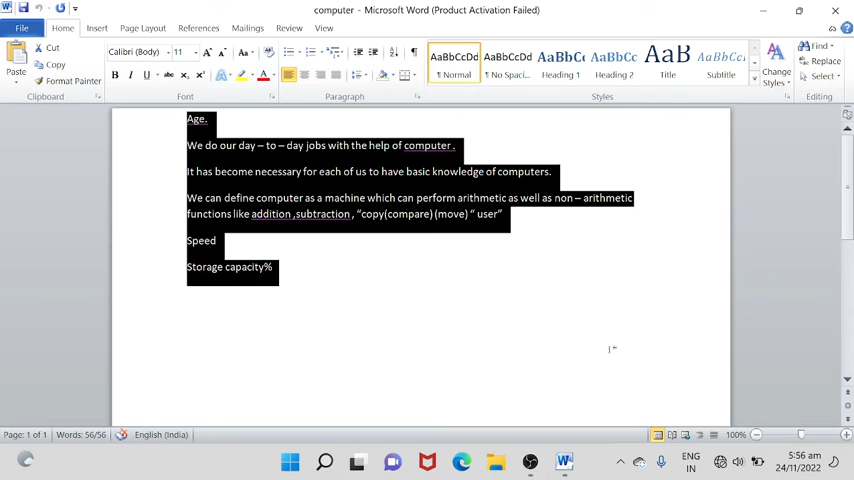 computer - Microsoft Word (Product Activation Failed)
File Home Insert Page Layout References Mailings Review View
Paste
Cut
Copy
Format Painter
Clipboard
Calibri (Body) 11
Font
Paragraph
AaBbCcDd AaBbCcDd AaBbCc AaBbCc AaB AaBbCcL
¶ Normal ¶ No Spaci... Heading 1 Heading 2 Title Subtitle
Change Styles
Styles
Find
Replace
Select
Editing
Age.
We do our day – to – day jobs with the help of computer .
It has become necessary for each of us to have basic knowledge of computers.
We can define computer as a machine which can perform arithmetic as well as non – arithmetic
functions like addition ,subtraction , “copy(compare) (move) “ user”
Speed
Storage capacity%
Page: 1 of 1 Words: 56/56 English (India) 100%
ENG
IN
5:56 am
24/11/2022